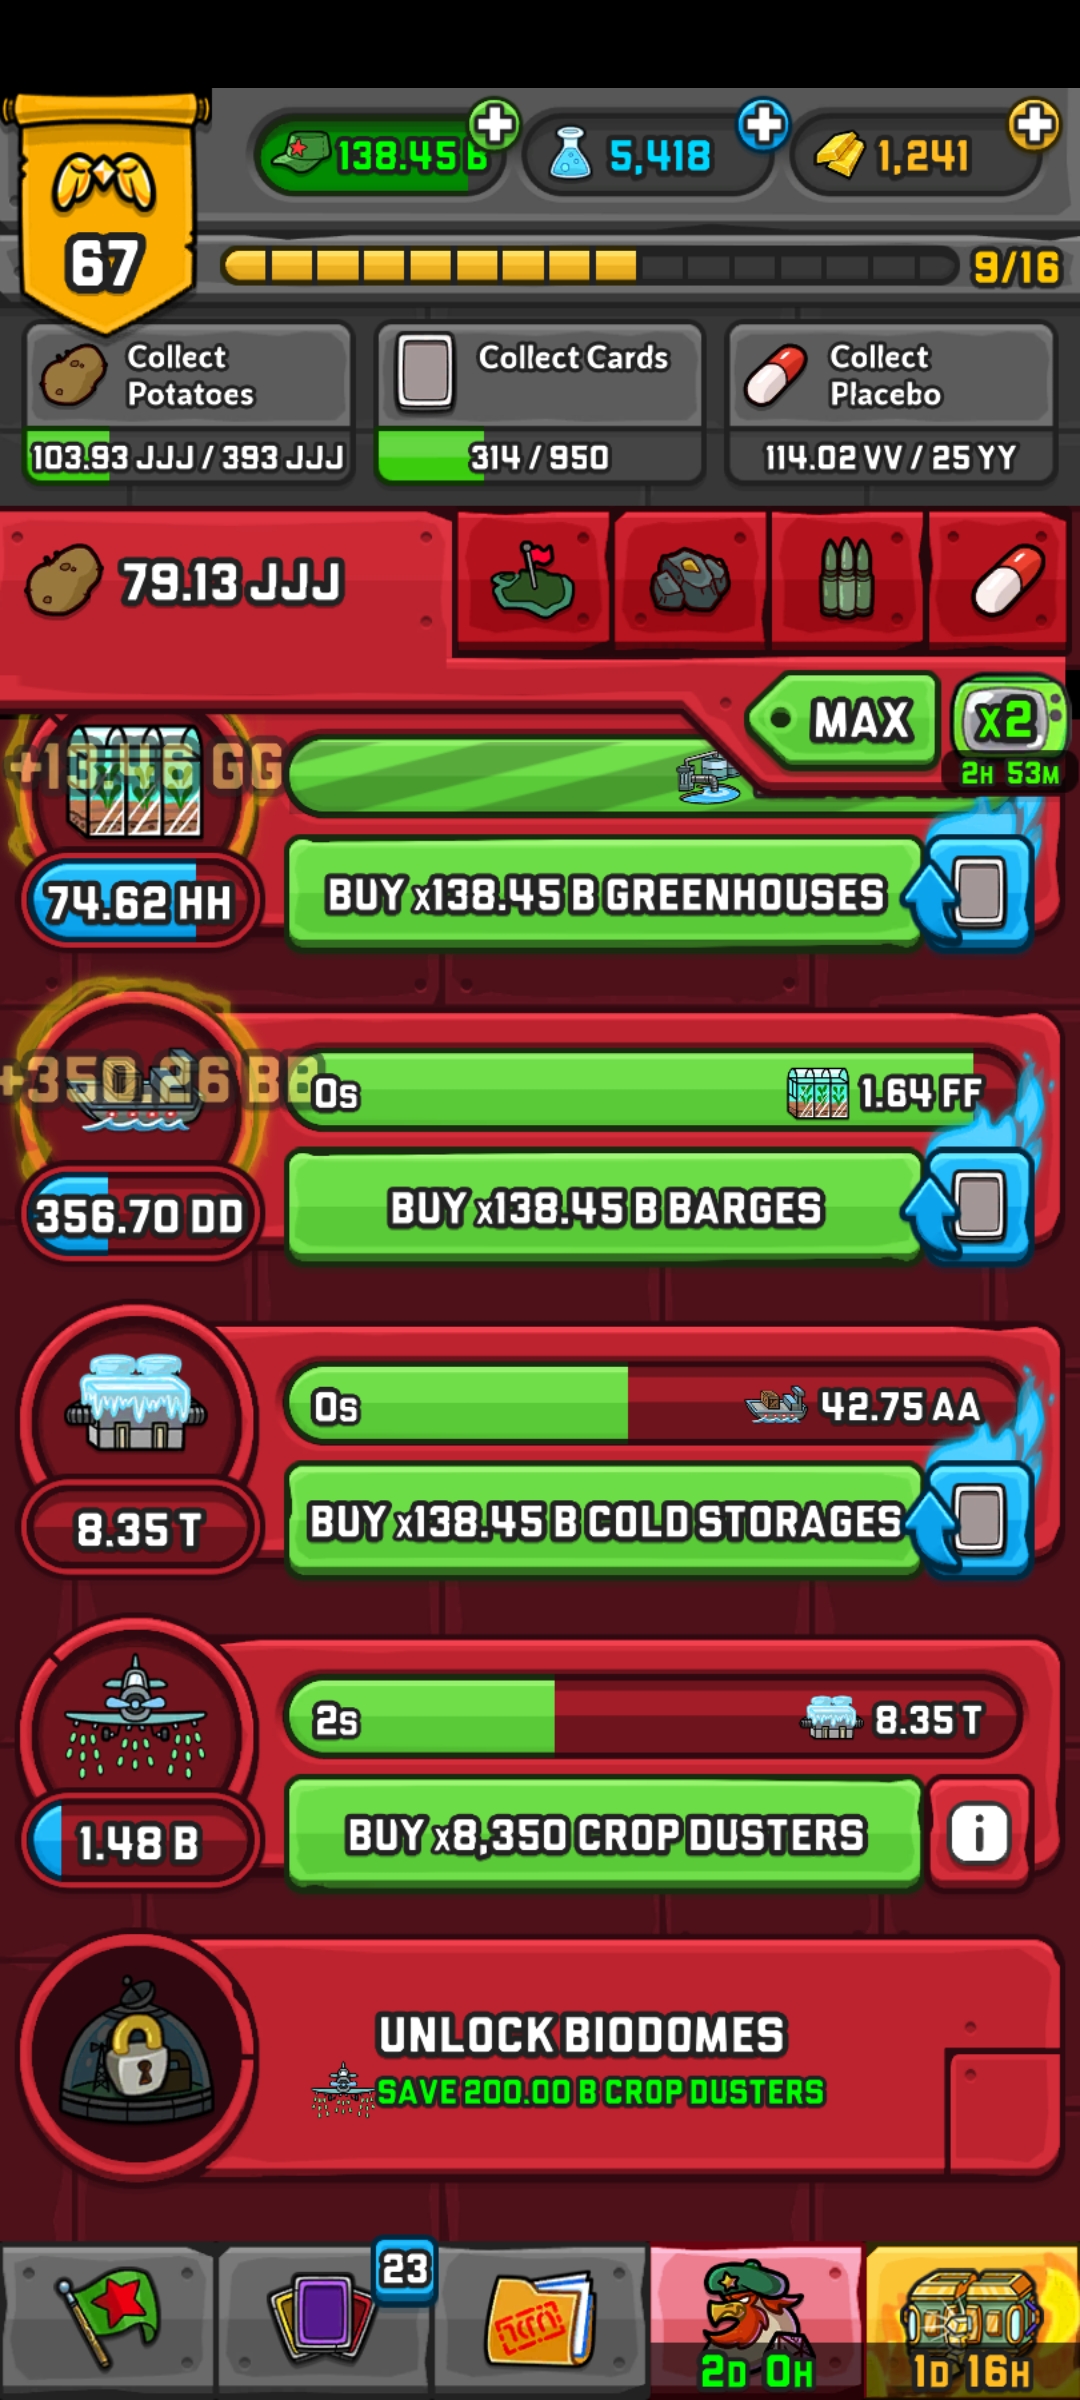 138.45 B
5,418
1,241
67
9/16
Collect
Potatoes
103.93 JJJ / 393 JJJ
Collect Cards
314 / 950
Collect
Placebo
114.02 VV / 25 YY
79.13 JJJ
MAX
x2
2H 53M
+13.46 GG
74.62 HH
BUY x138.45 B GREENHOUSES
+350.26 BB
0s
1.64 FF
356.70 DD
BUY x138.45 B BARGES
0s
42.75 AA
8.35 T
BUY x138.45 B COLD STORAGES
2s
8.35 T
1.48 B
BUY x8,350 CROP DUSTERS
i
UNLOCK BIODOMES
SAVE 200.00 B CROP DUSTERS
23
2D 0H
1D 16H